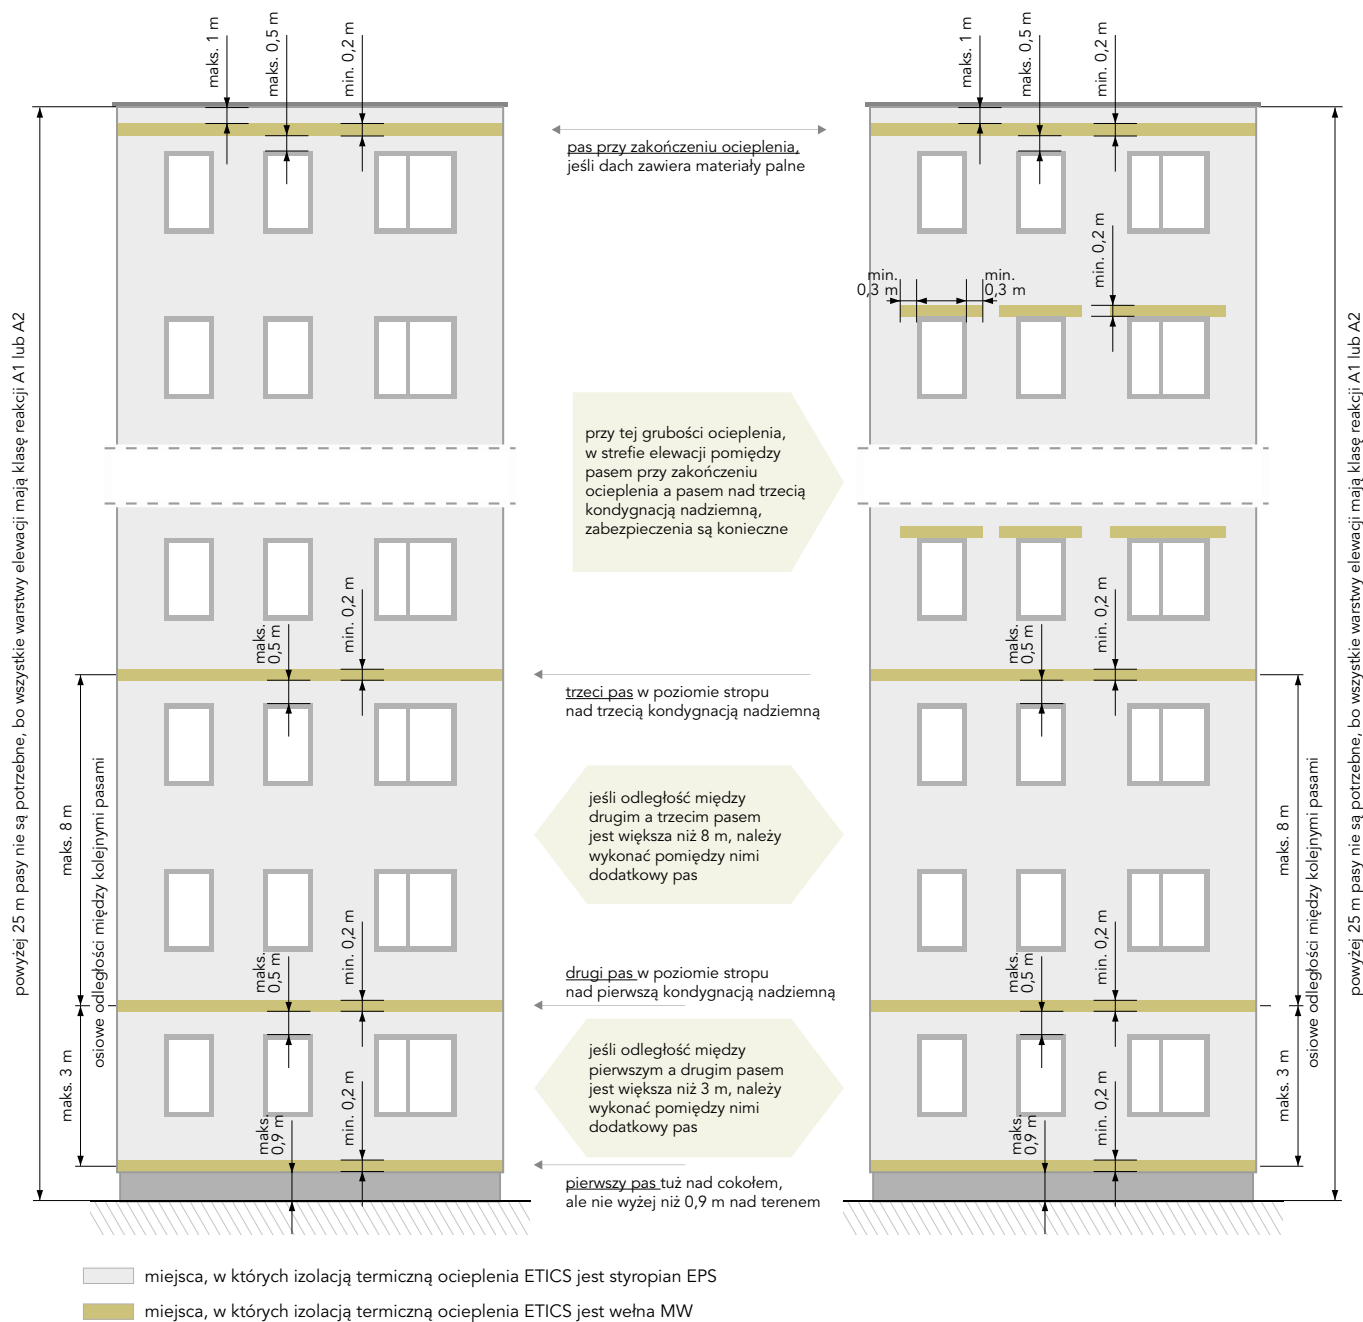 maks. 1 m
maks. 0,5 m
min. 0,2 m
maks. 1 m
maks. 0,5 m
min. 0,2 m
pas przy zakończeniu ocieplenia,
jeśli dach zawiera materiały palne
min.
0,3 m
min.
0,3 m
min. 0,2 m
powyżej 25 m pasy nie są potrzebne, bo wszystkie warstwy elewacji mają klasę reakcji A1 lub A2
powyżej 25 m pasy nie są potrzebne, bo wszystkie warstwy elewacji mają klasę reakcji A1 lub A2
przy tej grubości ocieplenia,
w strefie elewacji pomiędzy
pasem przy zakończeniu
ocieplenia a pasem nad trzecią
kondygnacją nadziemną,
zabezpieczenia są konieczne
maks.
0,5 m
min. 0,2 m
maks.
0,5 m
min. 0,2 m
trzeci pas w poziomie stropu
nad trzecią kondygnacją nadziemną
maks. 8 m
osiowe odległości między kolejnymi pasami
jeśli odległość między
drugim a trzecim pasem
jest większa niż 8 m, należy
wykonać pomiędzy nimi
dodatkowy pas
maks. 8 m
osiowe odległości między kolejnymi pasami
maks.
0,5 m
min. 0,2 m
drugi pas w poziomie stropu
nad pierwszą kondygnacją nadziemną
maks.
0,5 m
min. 0,2 m
maks. 3 m
jeśli odległość między
pierwszym a drugim pasem
jest większa niż 3 m, należy
wykonać pomiędzy nimi
dodatkowy pas
maks. 3 m
maks.
0,9 m
min. 0,2 m
maks.
0,9 m
min. 0,2 m
pierwszy pas tuż nad cokołem,
ale nie wyżej niż 0,9 m nad terenem
miejsca, w których izolacją termiczną ocieplenia ETICS jest styropian EPS
miejsca, w których izolacją termiczną ocieplenia ETICS jest wełna MW